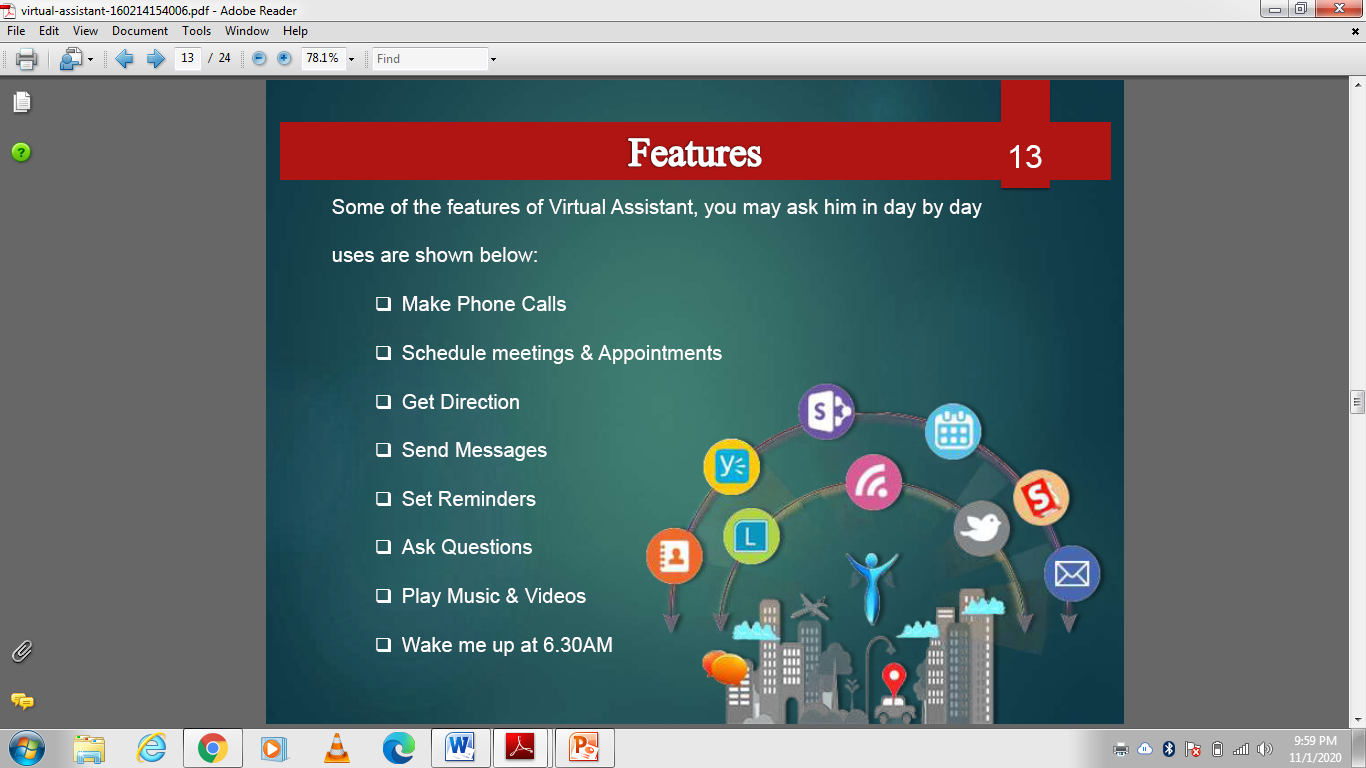 virtual-assistant-160214154006.pdf - Adobe Reader
File Edit View Document Tools Window Help
13 / 24 78.1% Find
Features
13
Some of the features of Virtual Assistant, you may ask him in day by day
uses are shown below:
❑ Make Phone Calls
❑ Schedule meetings & Appointments
❑ Get Direction
❑ Send Messages
❑ Set Reminders
❑ Ask Questions
❑ Play Music & Videos
❑ Wake me up at 6.30AM
S
y
S
L
9:59 PM
11/1/2020